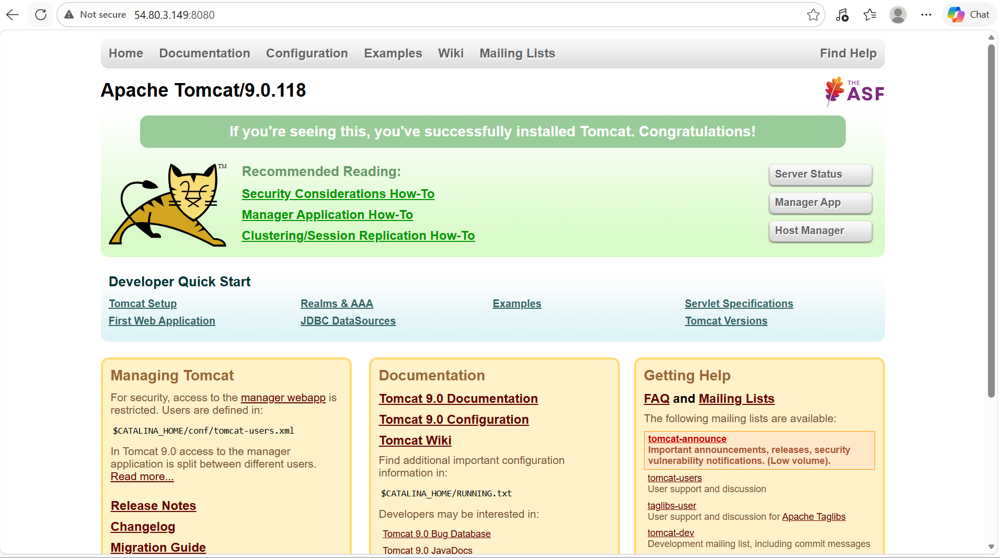 Not secure 54.80.3.149:8080
Chat
Home Documentation Configuration Examples Wiki Mailing Lists Find Help
Apache Tomcat/9.0.118
THE
ASF
If you're seeing this, you've successfully installed Tomcat. Congratulations!
TM
Recommended Reading:
Security Considerations How-To
Manager Application How-To
Clustering/Session Replication How-To
Server Status
Manager App
Host Manager
Developer Quick Start
Tomcat Setup
First Web Application
Realms & AAA
JDBC DataSources
Examples
Servlet Specifications
Tomcat Versions
Managing Tomcat
For security, access to the manager webapp is
restricted. Users are defined in:
$CATALINA_HOME/conf/tomcat-users.xml
In Tomcat 9.0 access to the manager
application is split between different users.
Read more...
Release Notes
Changelog
Migration Guide
Documentation
Tomcat 9.0 Documentation
Tomcat 9.0 Configuration
Tomcat Wiki
Find additional important configuration
information in:
$CATALINA_HOME/RUNNING.txt
Developers may be interested in:
Tomcat 9.0 Bug Database
Tomcat 9.0 JavaDocs
Getting Help
FAQ and Mailing Lists
The following mailing lists are available:
tomcat-announce
Important announcements, releases, security
vulnerability notifications. (Low volume).
tomcat-users
User support and discussion
taglibs-user
User support and discussion for Apache Taglibs
tomcat-dev
Development mailing list, including commit messages